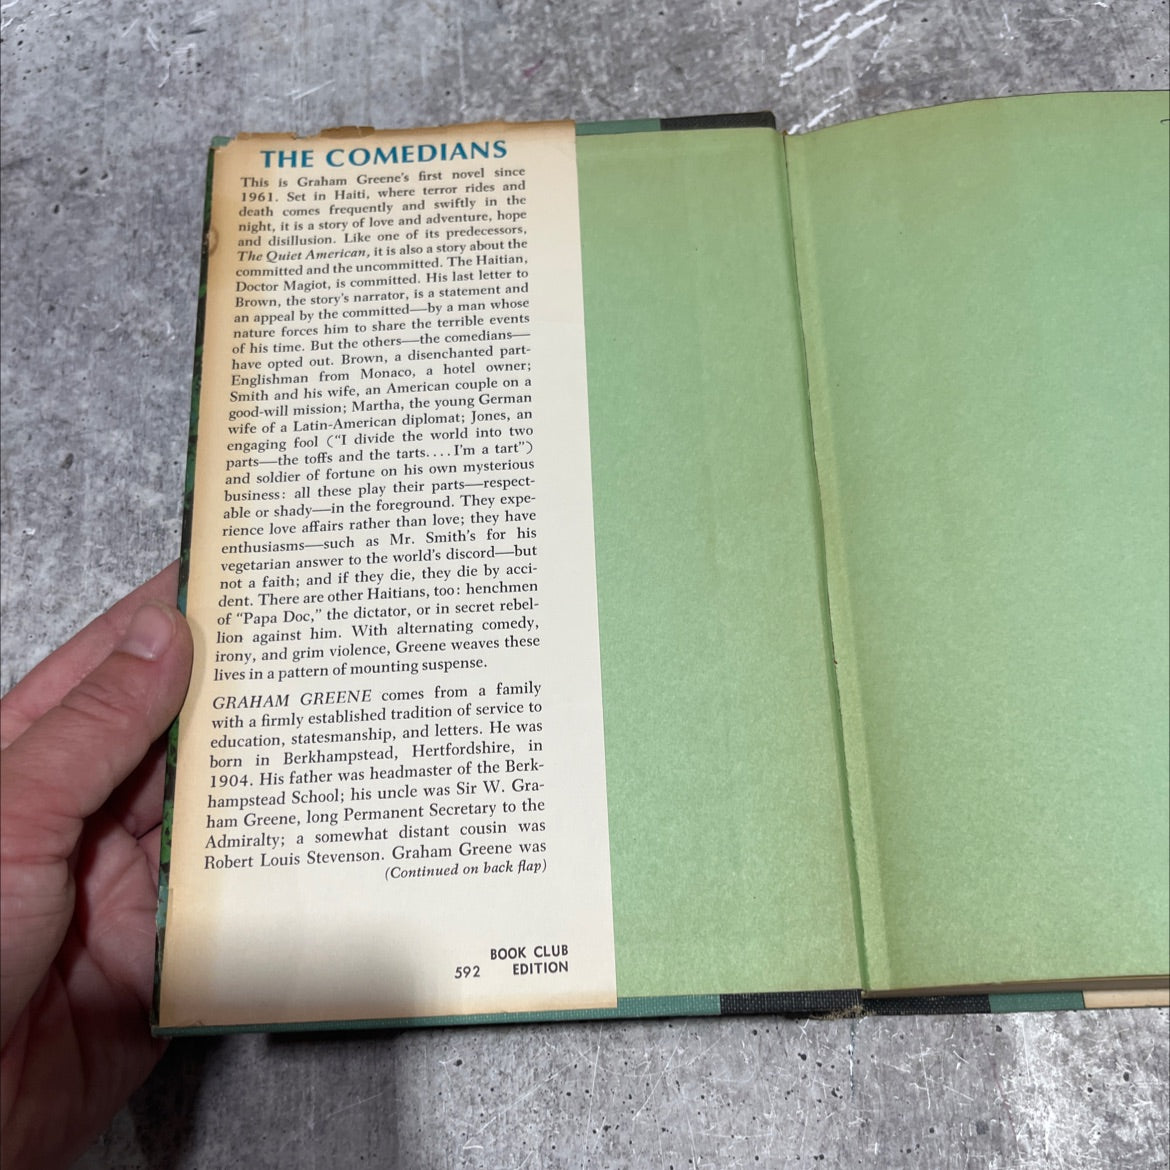 THE COMEDIANS
This is Graham Greene's first novel since
1961. Set in Haiti, where terror rides and
death comes frequently and swiftly in the
night, it is a story of love and adventure, hope
and disillusion. Like one of its predecessors,
The Quiet American, it is also a story about the
committed and the uncommitted. The Haitian,
Doctor Magiot, is committed. His last letter to
Brown, the story's narrator, is a statement and
an appeal by the committed—by a man whose
nature forces him to share the terrible events
of his time. But the others—the comedians—
have opted out. Brown, a disenchanted part-
Englishman from Monaco, a hotel owner;
Smith and his wife, an American couple on a
good-will mission; Martha, the young German
wife of a Latin-American diplomat; Jones, an
engaging fool ("I divide the world into two
parts—the toffs and the tarts.... I'm a tart")
and soldier of fortune on his own mysterious
business: all these play their parts—respect-
able or shady—in the foreground. They expe-
rience love affairs rather than love; they have
enthusiasms—such as Mr. Smith's for his
vegetarian answer to the world's discord—but
not a faith; and if they die, they die by acci-
dent. There are other Haitians, too: henchmen
of "Papa Doc," the dictator, or in secret rebel-
lion against him. With alternating comedy,
irony, and grim violence, Greene weaves these
lives in a pattern of mounting suspense.
GRAHAM GREENE comes from a family
with a firmly established tradition of service to
education, statesmanship, and letters. He was
born in Berkhampstead, Hertfordshire, in
1904. His father was headmaster of the Berk-
hampstead School; his uncle was Sir W. Gra-
ham Greene, long Permanent Secretary to the
Admiralty; a somewhat distant cousin was
Robert Louis Stevenson. Graham Greene was
(Continued on back flap)
BOOK CLUB
592 EDITION